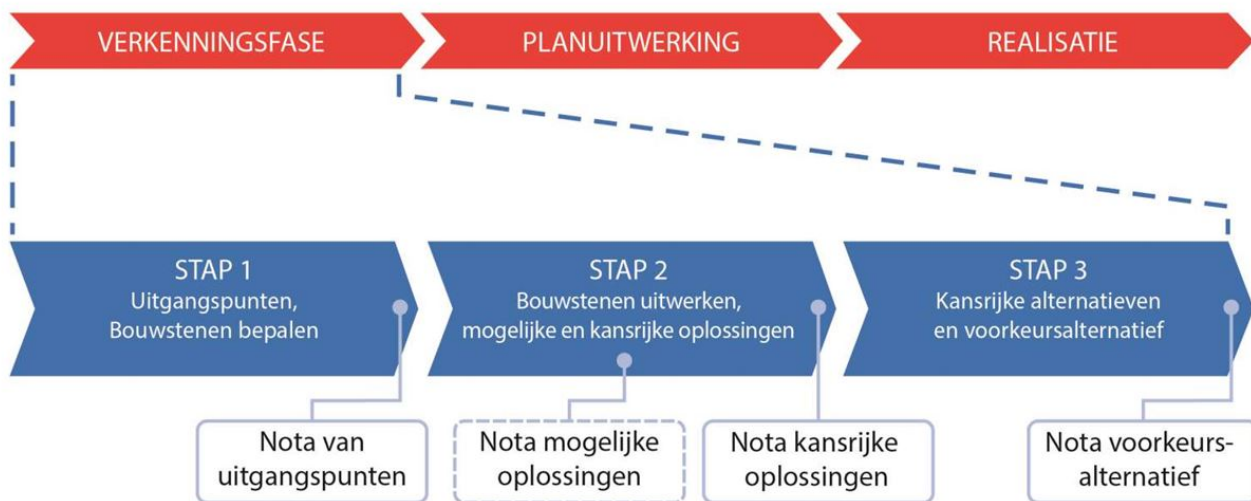 VERKENNINGSFASE
PLANUITWERKING
REALISATIE
STAP 1
Uitgangspunten,
Bouwstenen bepalen
STAP 2
Bouwstenen uitwerken,
mogelijke en kansrijke oplossingen
STAP 3
Kansrijke alternatieven
en voorkeursalternatief
Nota van
uitgangspunten
Nota mogelijke
oplossingen
Nota kansrijke
oplossingen
Nota voorkeurs-
alternatief